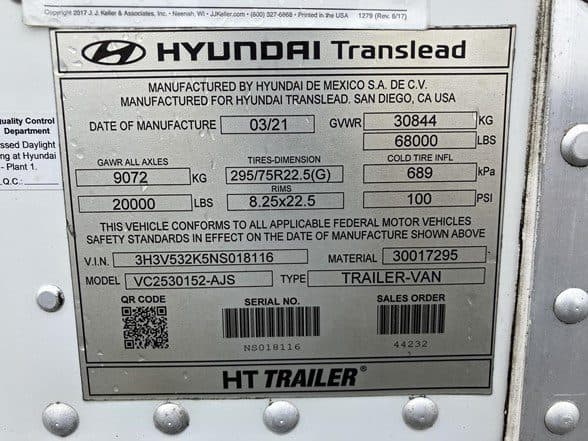 Copyright 2017 J. J. Keller & Associates, Inc. • Neenah, WI • JJKeller.com • (800) 327-6868 • Printed in the USA 1279 (Rev. 8/17)
HYUNDAI Translead
MANUFACTURED BY HYUNDAI DE MEXICO S.A. DE C.V.
MANUFACTURED FOR HYUNDAI TRANSLEAD. SAN DIEGO, CA USA
DATE OF MANUFACTURE 03/21 GVWR 30844 KG
68000 LBS
GAWR ALL AXLES TIRES-DIMENSION COLD TIRE INFL
9072 KG 295/75R22.5(G) 689 kPa
RIMS
20000 LBS 8.25x22.5 100 PSI
THIS VEHICLE CONFORMS TO ALL APPLICABLE FEDERAL MOTOR VEHICLES
SAFETY STANDARDS IN EFFECT ON THE DATE OF MANUFACTURE SHOWN ABOVE
V.I.N. 3H3V532K5NS018116 MATERIAL 30017295
MODEL VC2530152-AJS TYPE TRAILER-VAN
QR CODE SERIAL NO. SALES ORDER
NS018116 44232
HT TRAILER®
Quality Control
Department
ssed Daylight
ng at Hyundai
- Plant 1.
Q.C.: